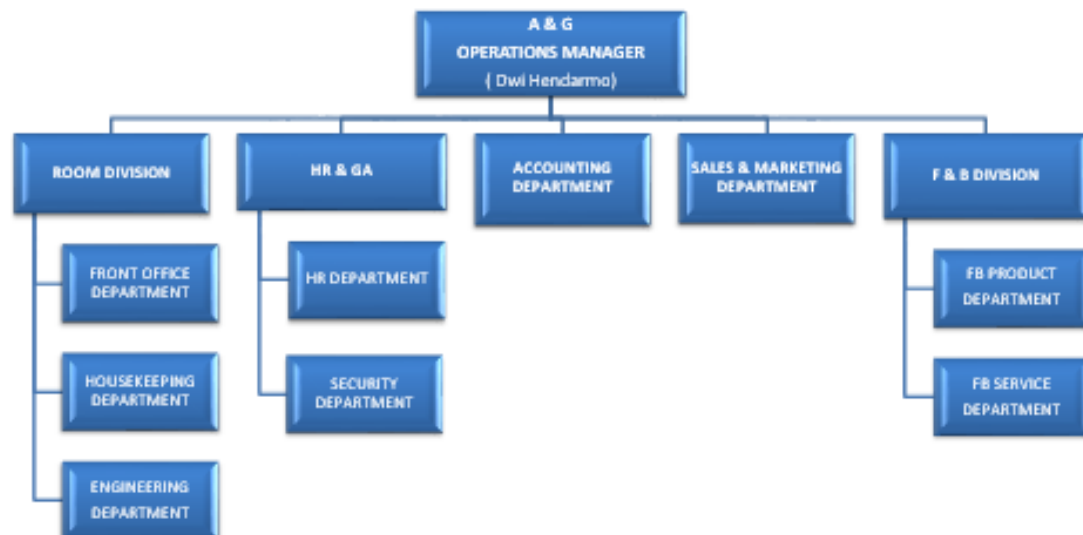 A & G
OPERATIONS MANAGER
( Dwi Hendarmo)
ROOM DIVISION
HR & GA
ACCOUNTING
DEPARTMENT
SALES & MARKETING
DEPARTMENT
F & B DIVISION
FRONT OFFICE
DEPARTMENT
HOUSEKEEPING
DEPARTMENT
ENGINEERING
DEPARTMENT
HR DEPARTMENT
SECURITY
DEPARTMENT
FB PRODUCT
DEPARTMENT
FB SERVICE
DEPARTMENT